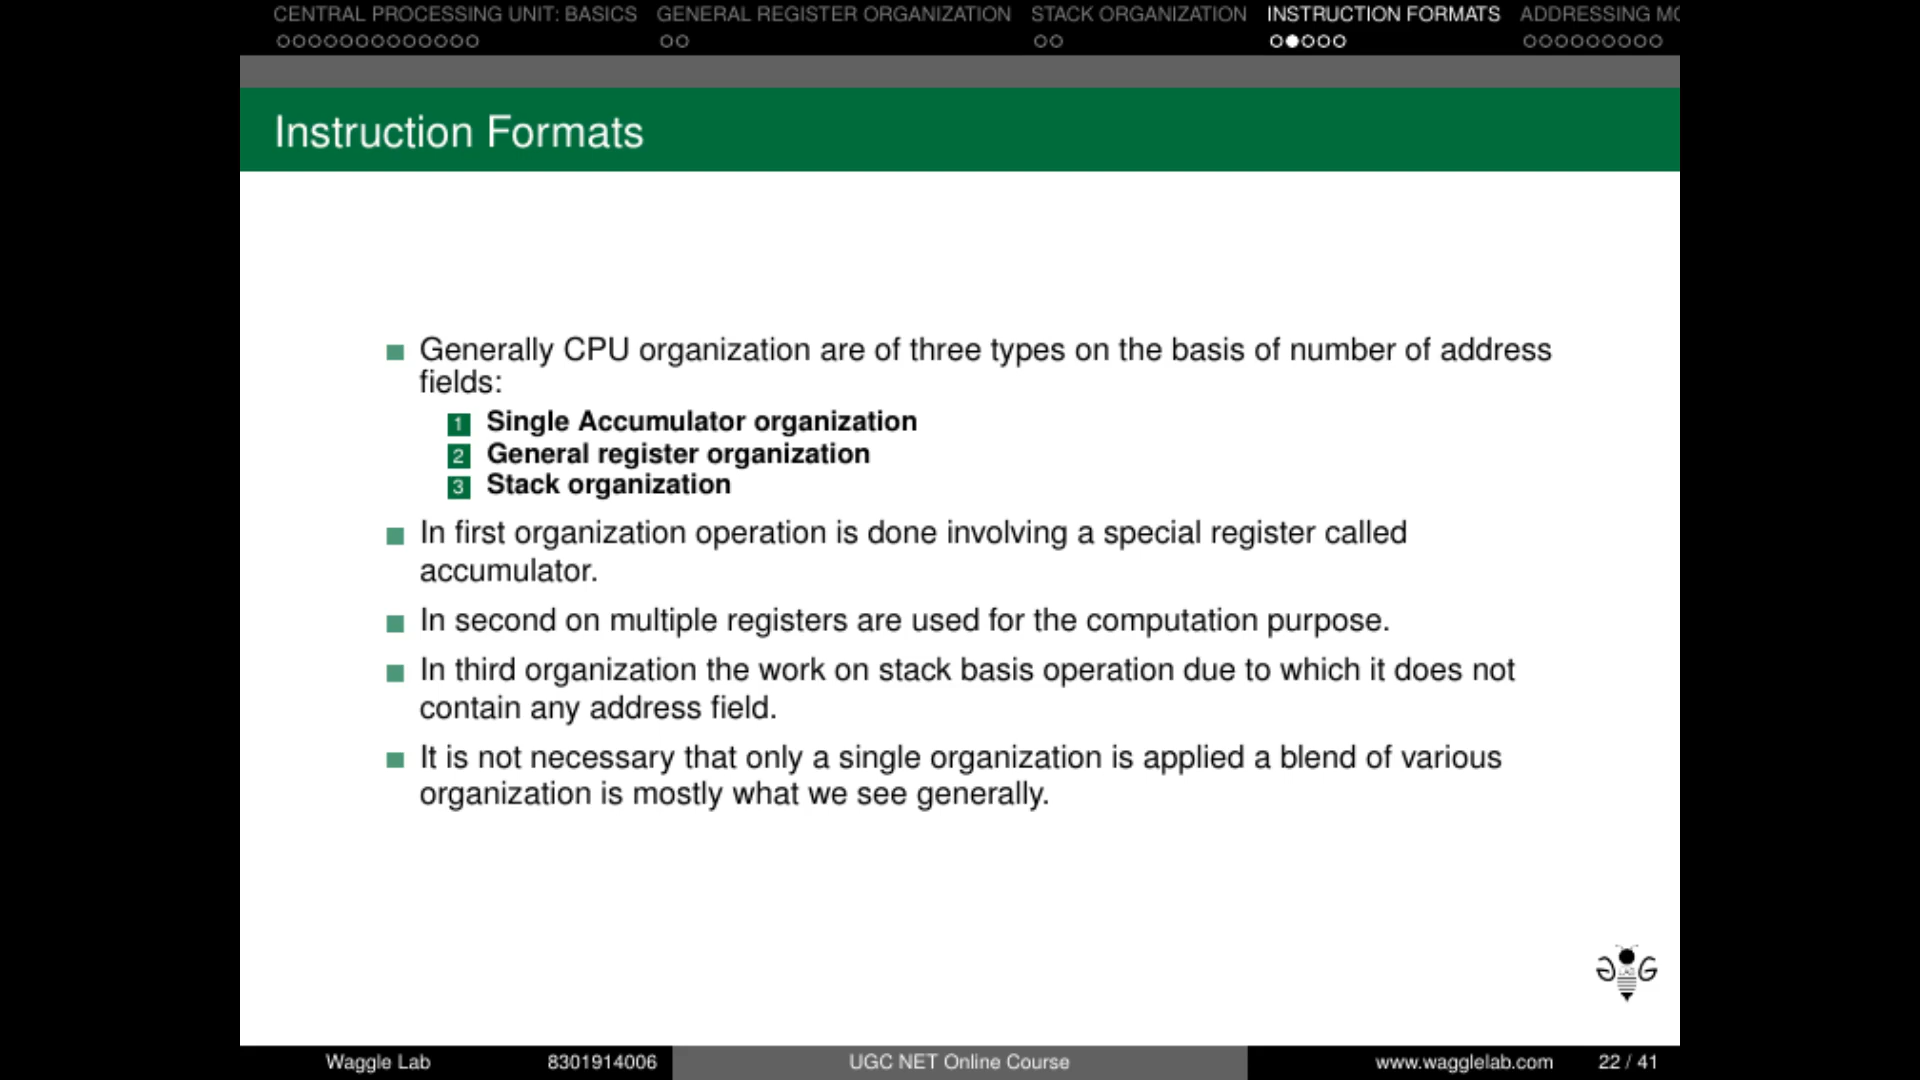 CENTRAL PROCESSING UNIT: BASICS GENERAL REGISTER ORGANIZATION STACK ORGANIZATION INSTRUCTION FORMATS ADDRESSING MO
Instruction Formats
Generally CPU organization are of three types on the basis of number of address
fields:
1 Single Accumulator organization
2 General register organization
3 Stack organization
In first organization operation is done involving a special register called
accumulator.
In second on multiple registers are used for the computation purpose.
In third organization the work on stack basis operation due to which it does not
contain any address field.
It is not necessary that only a single organization is applied a blend of various
organization is mostly what we see generally.
LAB
Waggle Lab 8301914006 UGC NET Online Course www.wagglelab.com 22 / 41